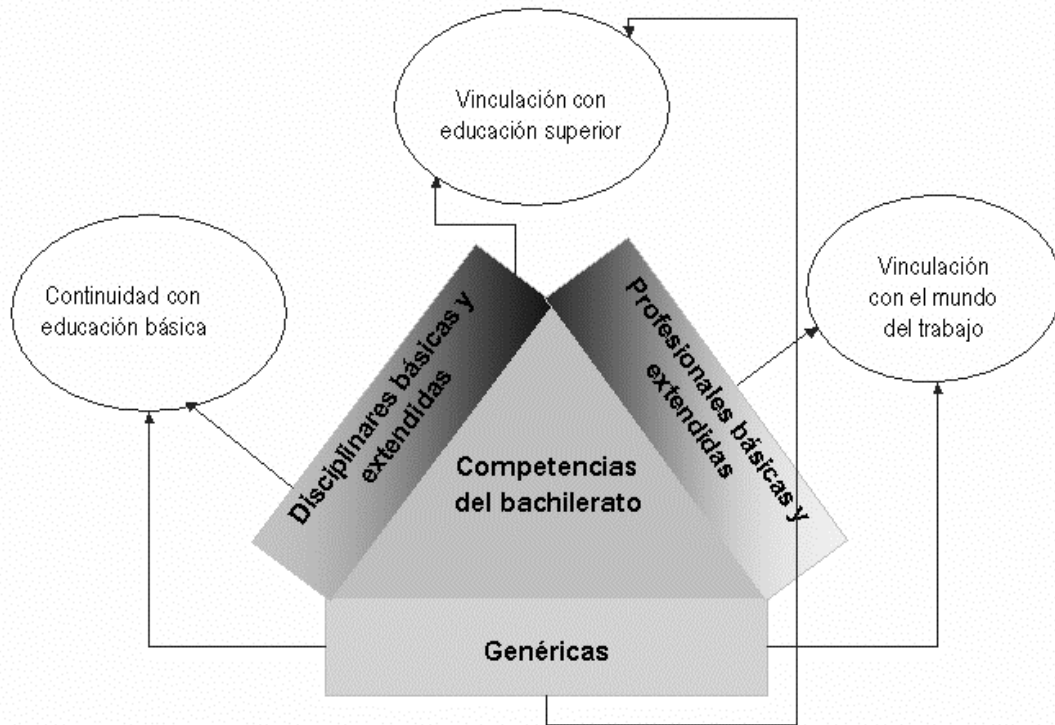 Vinculación con
educación superior
Continuidad con
educación básica
Vinculación
con el mundo
del trabajo
Disciplinares básicas y
extendidas
Profesionales básicas y
extendidas
Competencias
del bachilerato
Genéricas